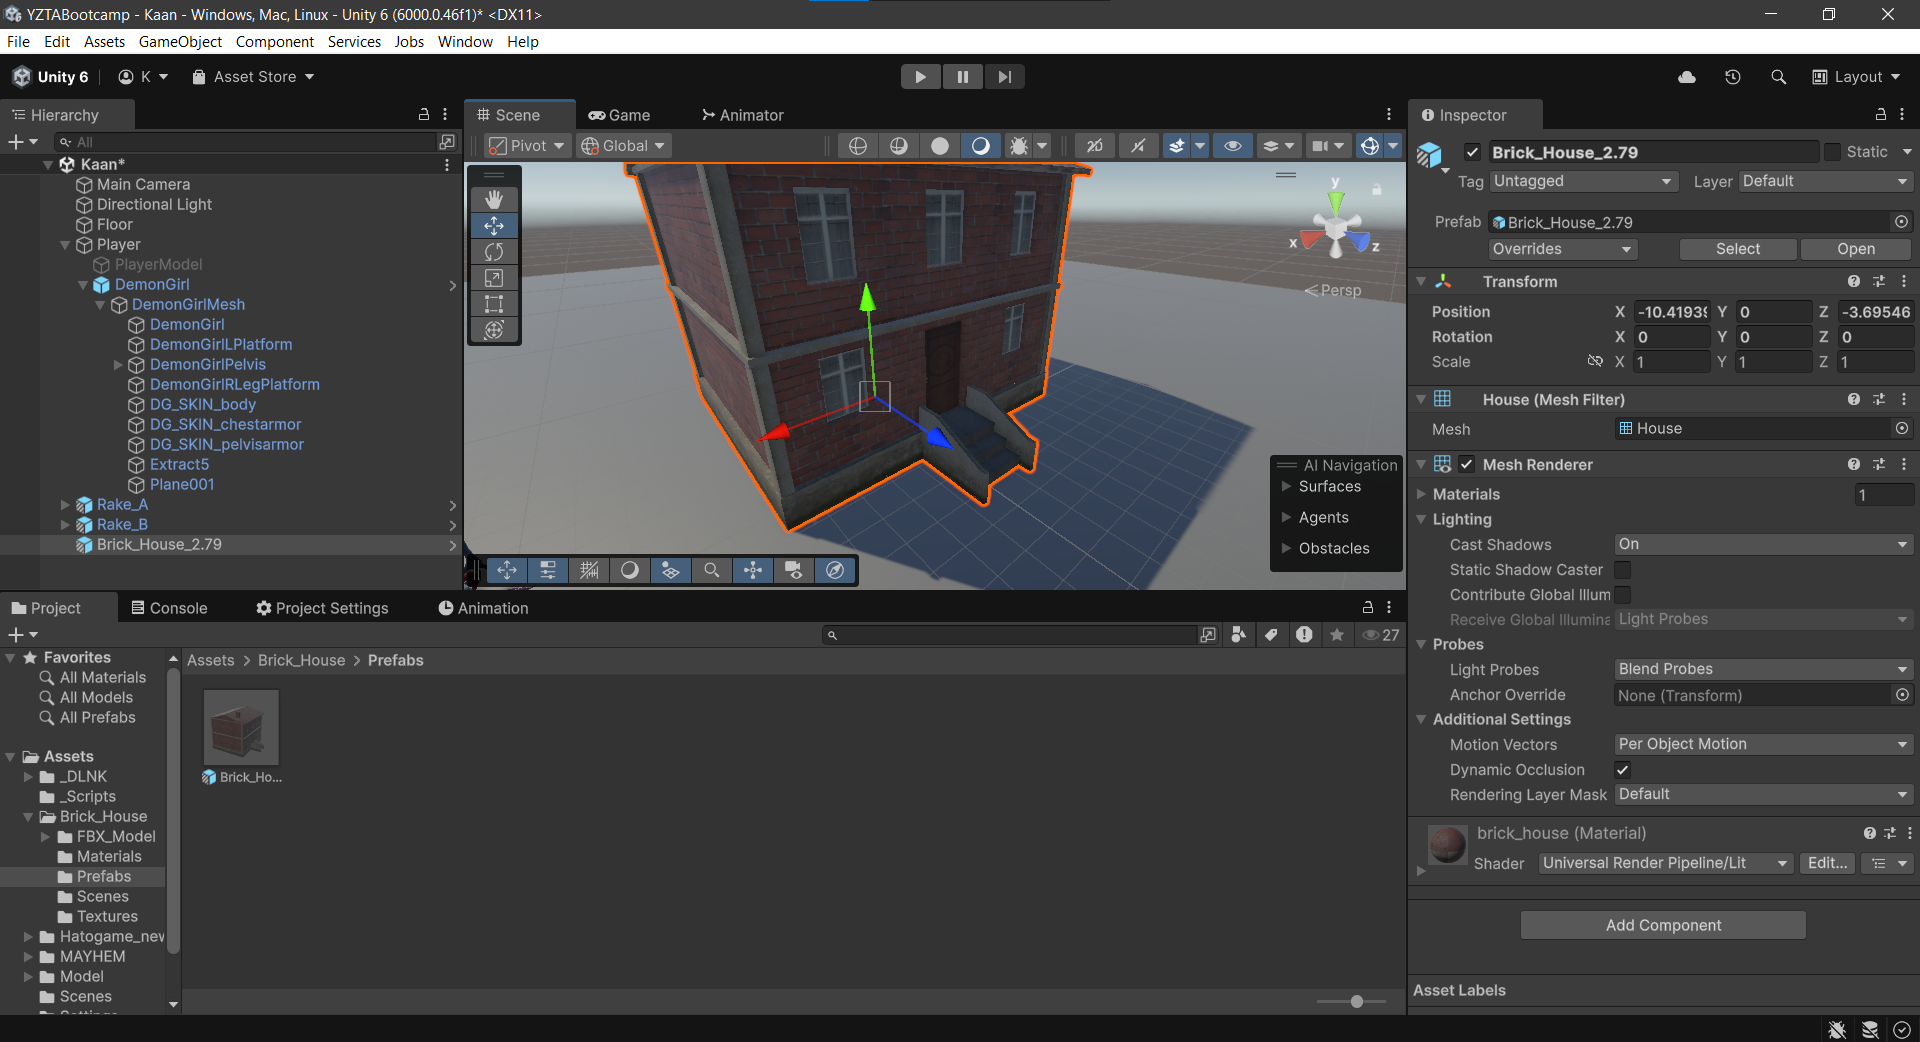 YZTABootcamp - Kaan - Windows, Mac, Linux - Unity 6 (6000.0.46f1)* <DX11>
File Edit Assets GameObject Component Services Jobs Window Help
Unity 6 K Asset Store Layout
Hierarchy
All
Kaan*
Main Camera
Directional Light
Floor
Player
PlayerModel
DemonGirl
DemonGirlMesh
DemonGirl
DemonGirlLPlatform
DemonGirlPelvis
DemonGirlRLegPlatform
DG_SKIN_body
DG_SKIN_chestarmor
DG_SKIN_pelvisarmor
Extract5
Plane001
Rake_A
Rake_B
Brick_House_2.79
Scene Game Animator
Pivot Global 2D
y
x z
Persp
AI Navigation
Surfaces
Agents
Obstacles
Project Console Project Settings Animation
27
Favorites
All Materials
All Models
All Prefabs
Assets
_DLNK
_Scripts
Brick_House
FBX_Model
Materials
Prefabs
Scenes
Textures
Hatogame_nev
MAYHEM
Model
Scenes
Assets > Brick_House > Prefabs
Brick_Ho...
Inspector
Brick_House_2.79 Static
Tag Untagged Layer Default
Prefab Brick_House_2.79
Overrides Select Open
Transform
Position X -10.41939 Y 0 Z -3.69546
Rotation X 0 Y 0 Z 0
Scale X 1 Y 1 Z 1
House (Mesh Filter)
Mesh House
Mesh Renderer
Materials 1
Lighting
Cast Shadows On
Static Shadow Caster
Contribute Global Illum
Receive Global Illumina Light Probes
Probes
Light Probes Blend Probes
Anchor Override None (Transform)
Additional Settings
Motion Vectors Per Object Motion
Dynamic Occlusion
Rendering Layer Mask Default
brick_house (Material)
Shader Universal Render Pipeline/Lit Edit...
Add Component
Asset Labels